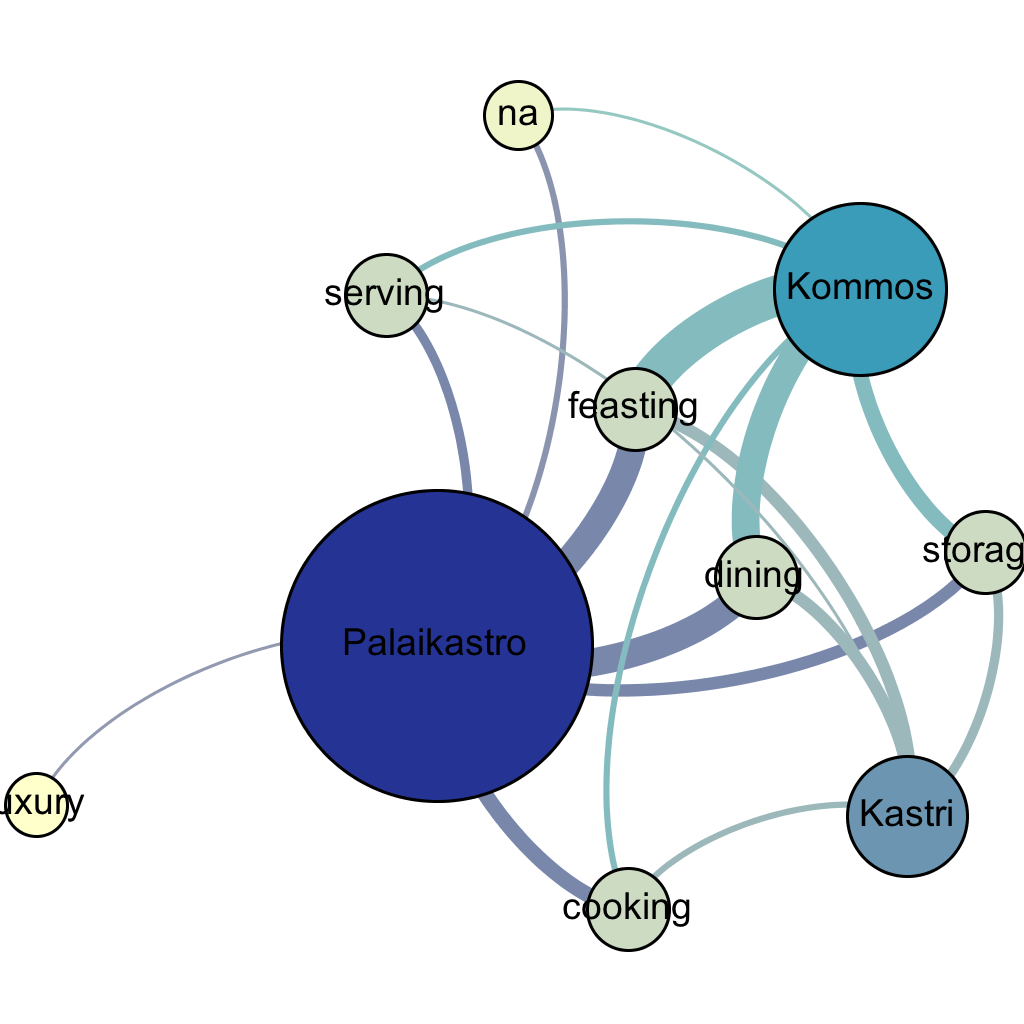 na
Kommos
serving
feasting
storag
dining
Palaikastro
uxury
Kastri
cooking